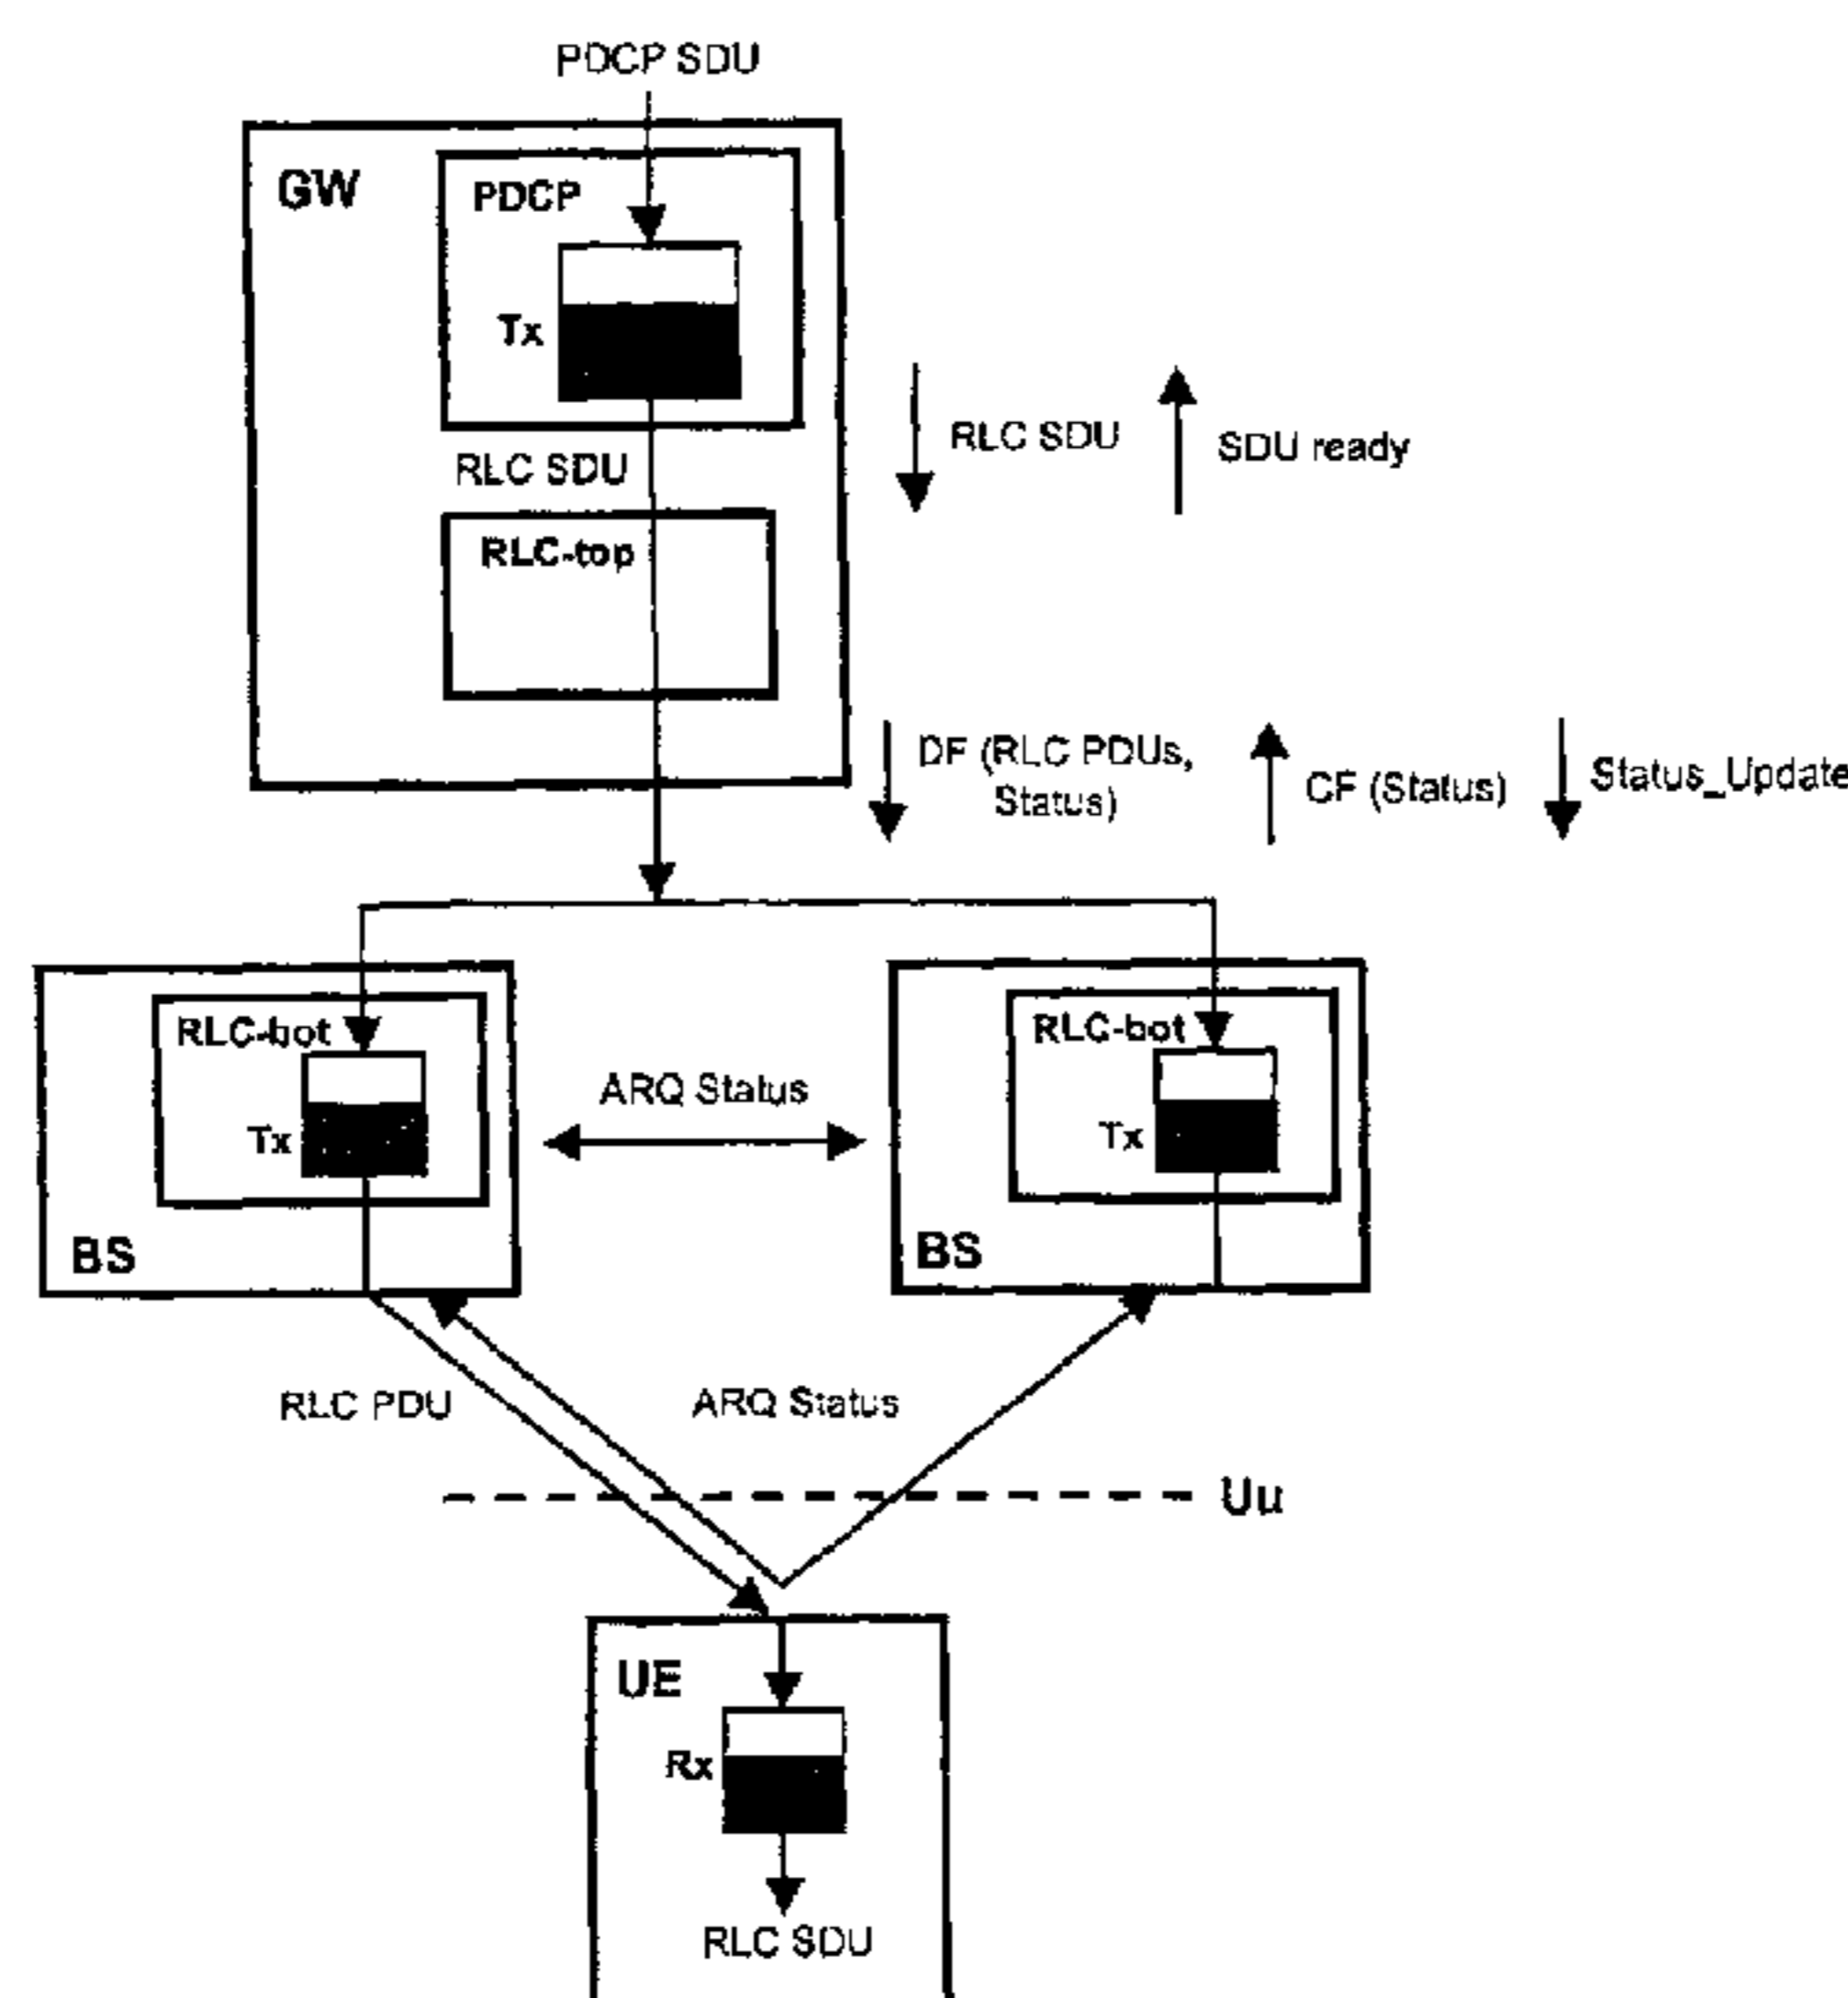 PDCP SDU
GW
PDCP
Tx
RLC SDU
SDU ready
RLC SDU
RLC-top
DF (RLC PDUs,
Status)
CF (Status)
Status_Update
RLC-bot
Tx
BS
ARQ Status
RLC-bot
Tx
BS
RLC PDU
ARQ Status
Uu
UE
Rx
RLC SDU